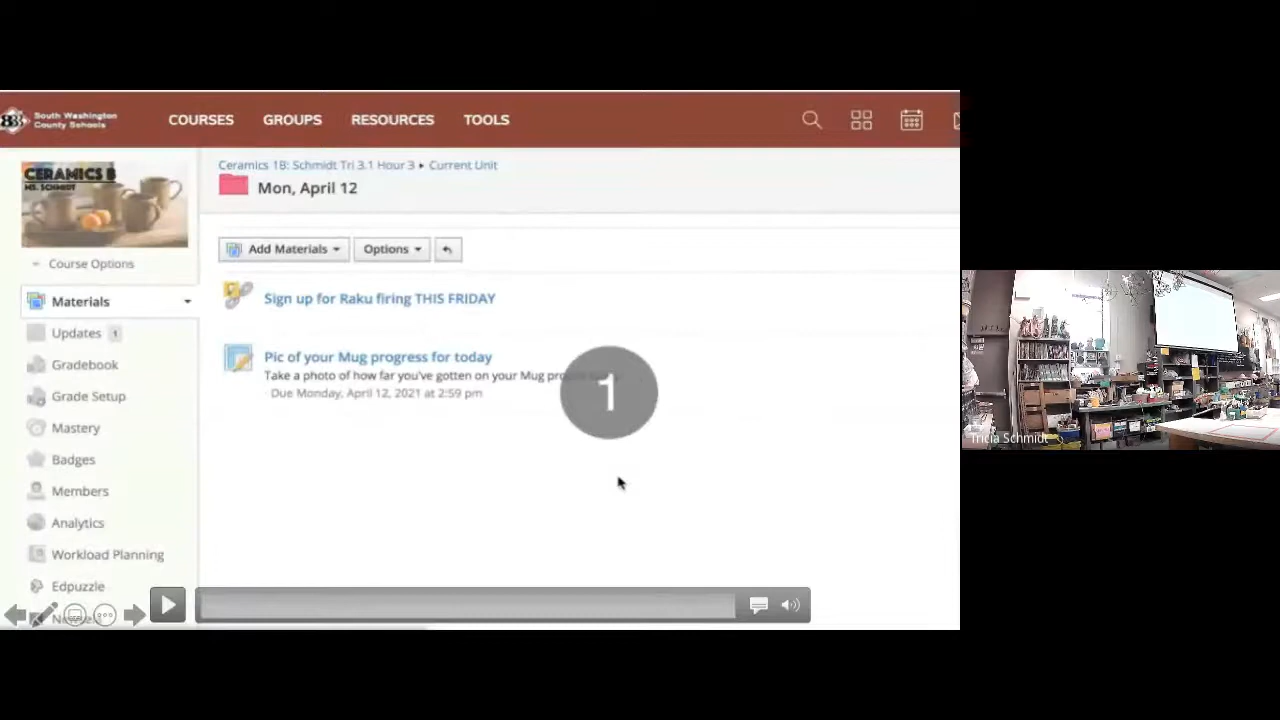 South Washington
County Schools
COURSES GROUPS RESOURCES TOOLS
CERAMICS B
MS. SCHMIDT
Ceramics 1B: Schmidt Tri 3.1 Hour 3 ▸ Current Unit
Mon, April 12
Course Options
Add Materials Options
Materials
Sign up for Raku firing THIS FRIDAY
Updates 1
Pic of your Mug progress for today
Take a photo of how far you've gotten on your Mug
Due Monday, April 12, 2021 at 2:59 pm
1
Gradebook
Grade Setup
Mastery
Badges
Members
Analytics
Workload Planning
Edpuzzle
Tricia Schmidt